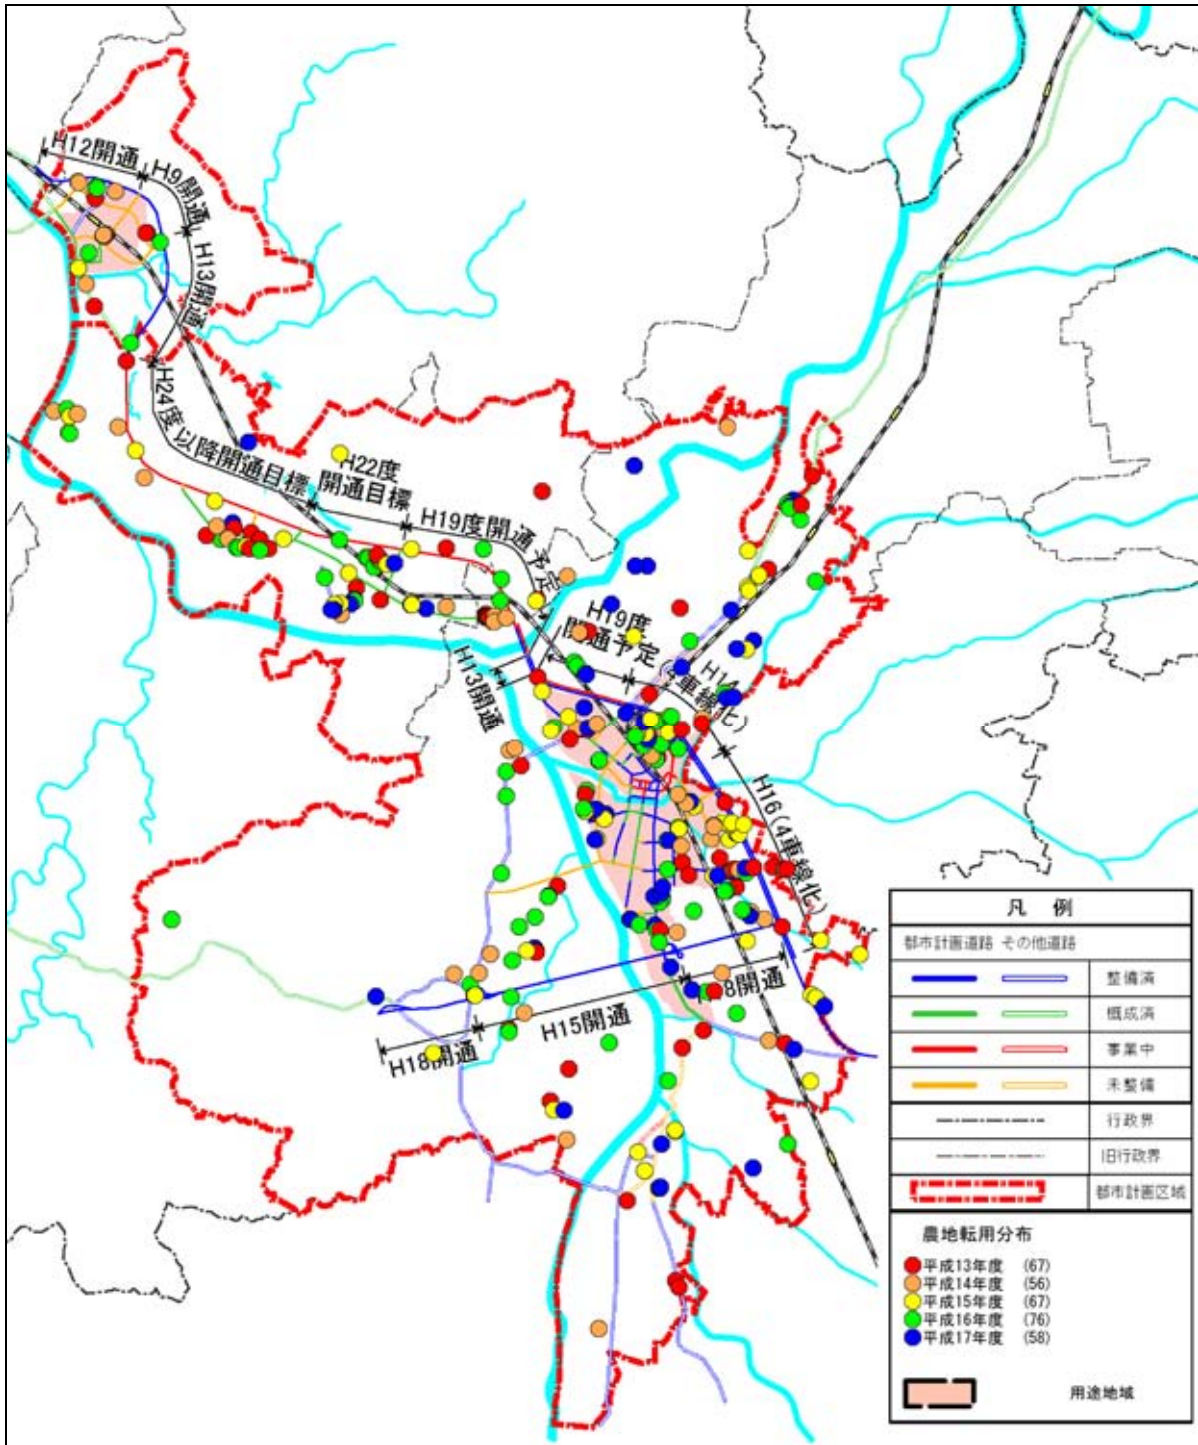 H12開通
H9開通
H13開通
H24度以降開通目標
H22度
開通目標
H19度開通予定
H19度
開通予定
(4車線化)
H14
H13開通
H16(4車線化)
H18開通
H15開通
H18開通
凡 例
都市計画道路 その他道路
整備済
概成済
事業中
未整備
行政界
旧行政界
都市計画区域
農地転用分布
平成13年度 (67)
平成14年度 (56)
平成15年度 (67)
平成16年度 (76)
平成17年度 (58)
用途地域